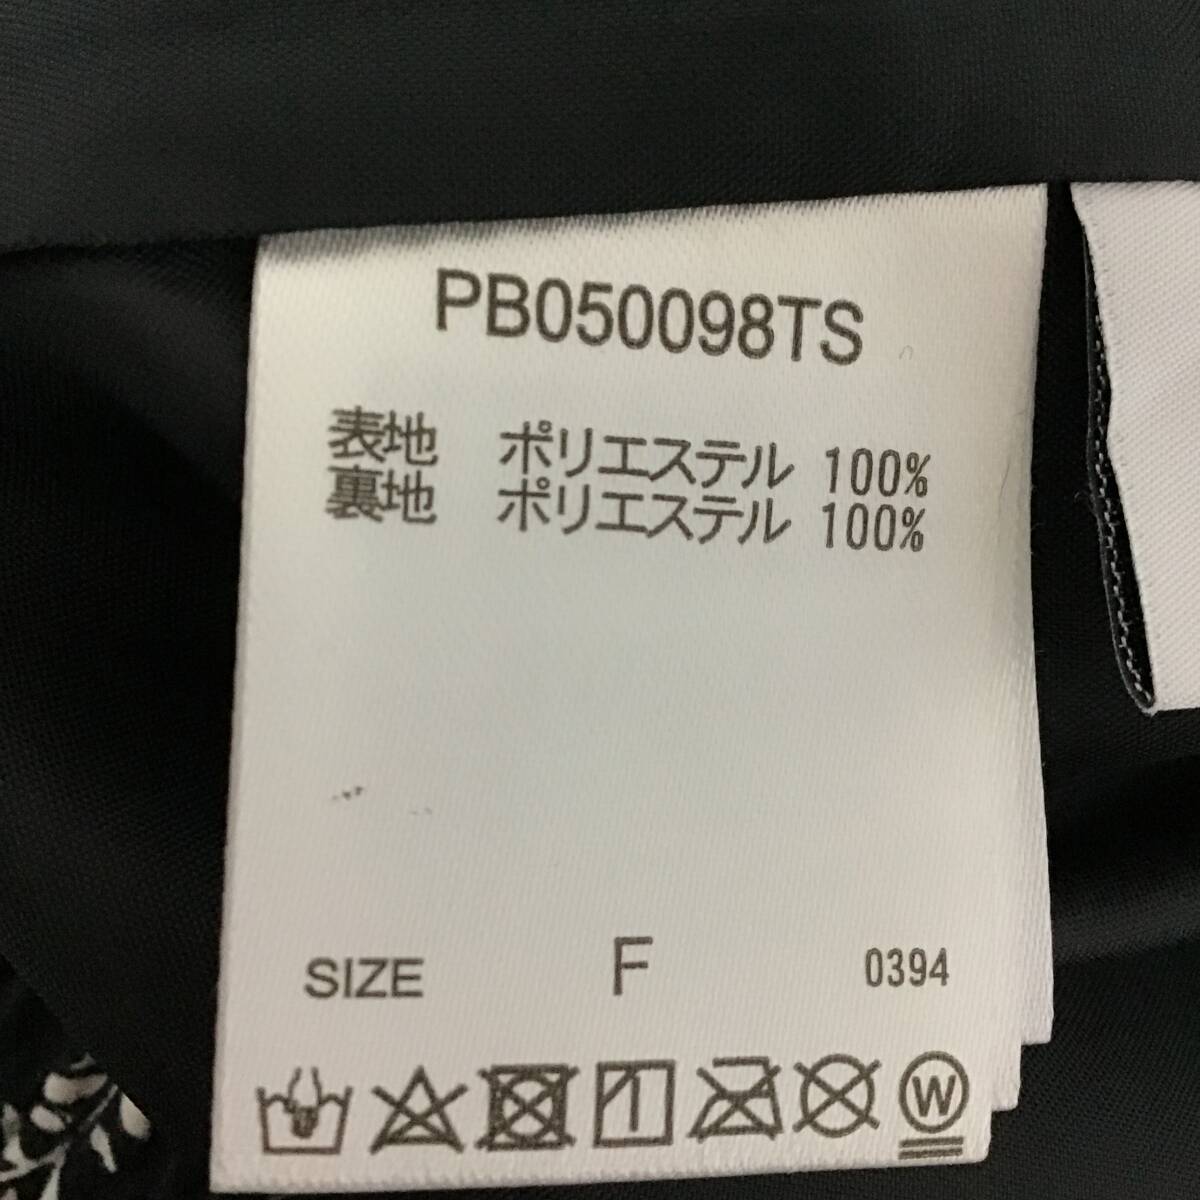 PB050098TS
表地 ポリエステル 100%
裏地 ポリエステル 100%
SIZE F 0394
W